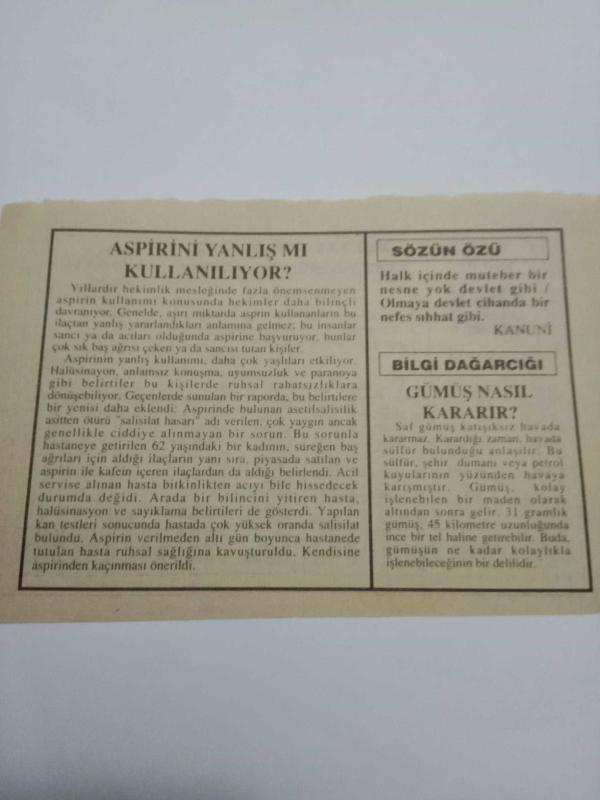 ASPİRİNİ YANLIŞ MI
KULLANILIYOR?
Yıllardır hekimlik mesleğinde fazla önemsenmeyen
aspirin kullanımı konusunda hekimler daha bilinçli
davranıyor. Genelde, aşırı miktarda asprin kullananların bu
ilaçtan yanlış yararlandıkları anlamına gelmez; bu insanlar
sancı ya da acıları olduğunda aspirine başvuruyor, bunlar
çok sık baş ağrısı çeken ya da sancısı tutan kişiler.
Aspirinin yanlış kullanımı, daha çok yaşlıları etkiliyor.
Halüsinayon, anlamsız konuşma, uyumsuzluk ve paranoya
gibi belirtiler bu kişilerde ruhsal rahatsızlıklara
dönüşebiliyor. Geçenlerde sunulan bir raporda, bu belirtilere
bir yenisi daha eklendi: Aspirinde bulunan asetilsalisilik
asitten ötürü "salisilat hasarı" adı verilen, çok yaygın ancak
genellikle ciddiye alınmayan bir sorun. Bu sorunla
hastaneye getirilen 62 yaşındaki bir kadının, süreğen baş
ağrıları için aldığı ilaçların yanı sıra, piyasada satılan ve
aspirin ile kafein içeren ilaçlardan da aldığı belirlendi. Acil
servise alınan hasta bitkinlikten acıyı bile hissedecek
durumda değidi. Arada bir bilincini yitiren hasta,
halüsinasyon ve sayıklama belirtileri de gösterdi. Yapılan
kan testleri sonucunda hastada çok yüksek oranda salisilat
bulundu. Aspirin verilmeden altı gün boyunca hastanede
tutulan hasta ruhsal sağlığına kavuşturuldu. Kendisine
aspirinden kaçınması önerildi.
SÖZÜN ÖZÜ
Halk içinde muteber bir
nesne yok devlet gibi /
Olmaya devlet cihanda bir
nefes sıhhat gibi.
KANUNİ
BİLGİ DAĞARCIĞI
GÜMÜŞ NASIL
KARARIR?
Saf gümüş katışıksız havada
kararmaz. Karardığı zaman, havada
sülfür bulunduğu anlaşılır. Bu
sülfür, şehir dumanı veya petrol
kuyularının yüzünden havaya
karışmıştır. Gümüş, kolay
işlenebilen bir maden olarak
altından sonra gelir. 31 gramlık
gümüş, 45 kilometre uzunluğunda
ince bir tel haline getirebilir. Buda,
gümüşün ne kadar kolaylıkla
işlenebileceğinin bir delilidir.